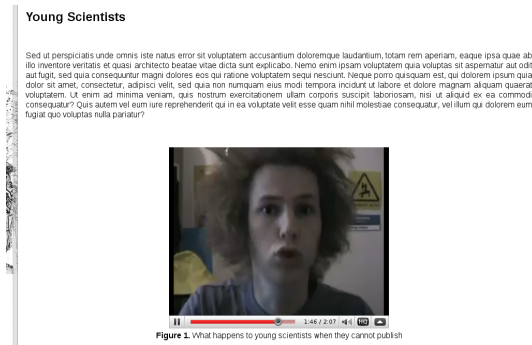 Young Scientists
Sed ut perspiciatis unde omnis iste natus error sit voluptatem accusantium doloremque laudantium, totam rem aperiam, eaque ipsa quae ab
illo inventore veritatis et quasi architecto beatae vitae dicta sunt explicabo. Nemo enim ipsam voluptatem quia voluptas sit aspernatur aut odit
aut fugit, sed quia consequuntur magni dolores eos qui ratione voluptatem sequi nesciunt. Neque porro quisquam est, qui dolorem ipsum quia
dolor sit amet, consectetur, adipisci velit, sed quia non numquam eius modi tempora incidunt ut labore et dolore magnam aliquam quaerat
voluptatem. Ut enim ad minima veniam, quis nostrum exercitationem ullam corporis suscipit laboriosam, nisi ut aliquid ex ea commodi
consequatur? Quis autem vel eum iure reprehenderit qui in ea voluptate velit esse quam nihil molestiae consequatur, vel illum qui dolorem eum
fugiat quo voluptas nulla pariatur?
1:46 / 2:07 HQ
Figure 1. What happens to young scientists when they cannot publish